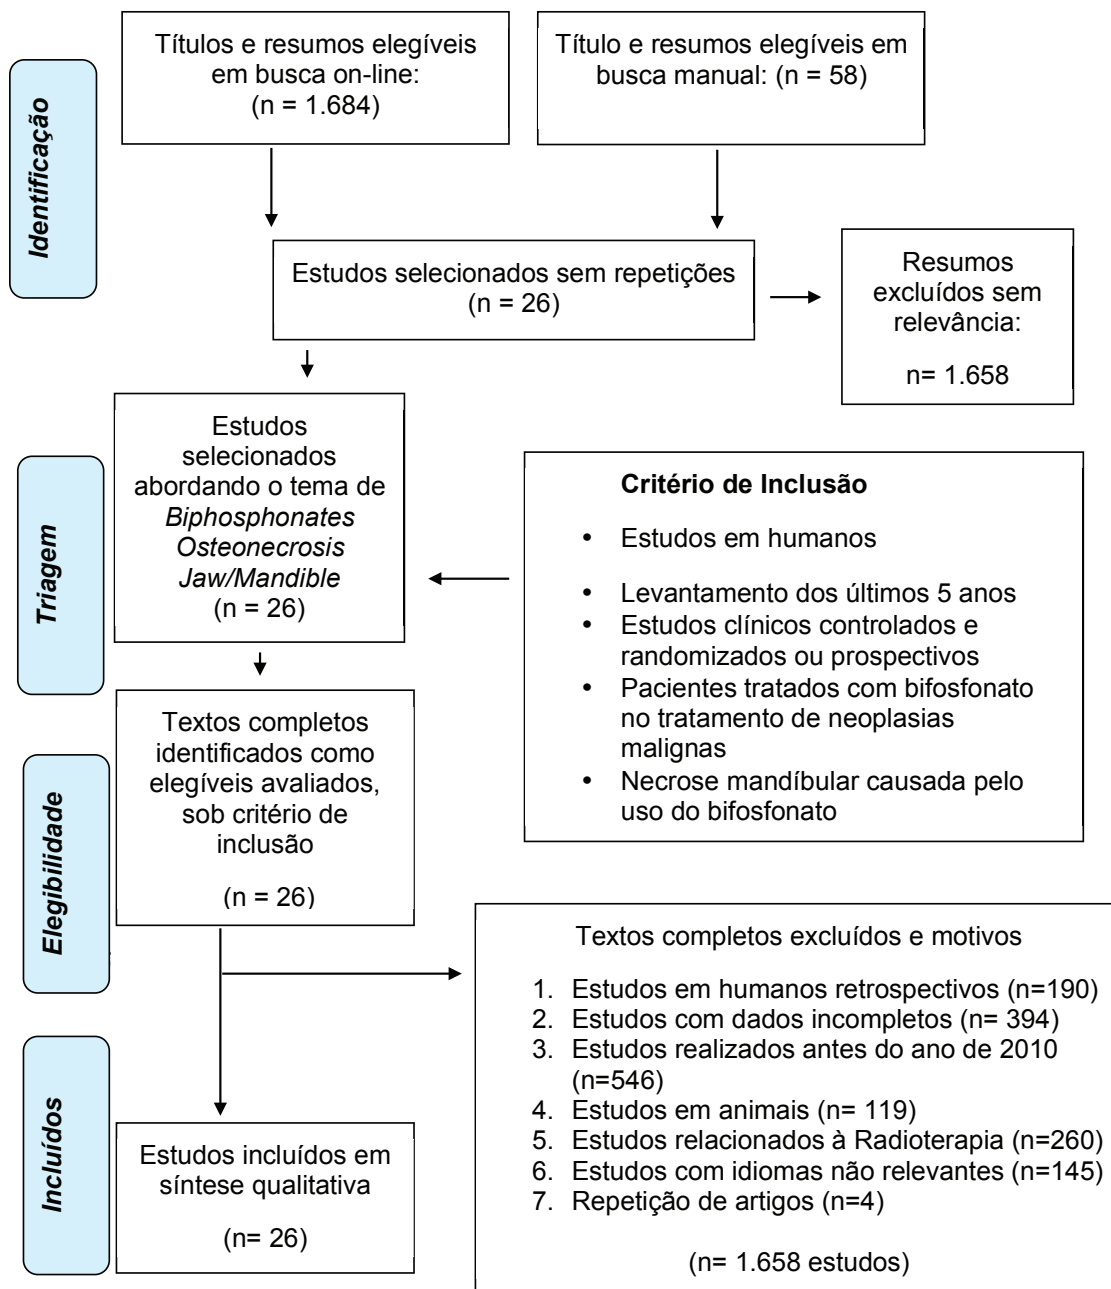 Títulos e resumos elegíveis
em busca on-line:
(n = 1.684)
Título e resumos elegíveis em
busca manual: (n = 58)
Identificação
Estudos selecionados sem repetições
(n = 26)
Resumos
excluídos sem
relevância:
n= 1.658
Triagem
Estudos
selecionados
abordando o tema de
Biphosphonates
Osteonecrosis
Jaw/Mandible
(n = 26)
Critério de Inclusão
• Estudos em humanos
• Levantamento dos últimos 5 anos
• Estudos clínicos controlados e
randomizados ou prospectivos
• Pacientes tratados com bifosfonato
no tratamento de neoplasias
malignas
• Necrose mandíbular causada pelo
uso do bifosfonato
Elegibilidade
Textos completos
identificados como
elegíveis avaliados,
sob critério de
inclusão
(n = 26)
Textos completos excluídos e motivos
1. Estudos em humanos retrospectivos (n=190)
2. Estudos com dados incompletos (n= 394)
3. Estudos realizados antes do ano de 2010
(n=546)
4. Estudos em animais (n= 119)
5. Estudos relacionados à Radioterapia (n=260)
6. Estudos com idiomas não relevantes (n=145)
7. Repetição de artigos (n=4)
(n= 1.658 estudos)
Incluídos
Estudos incluídos em
síntese qualitativa
(n= 26)